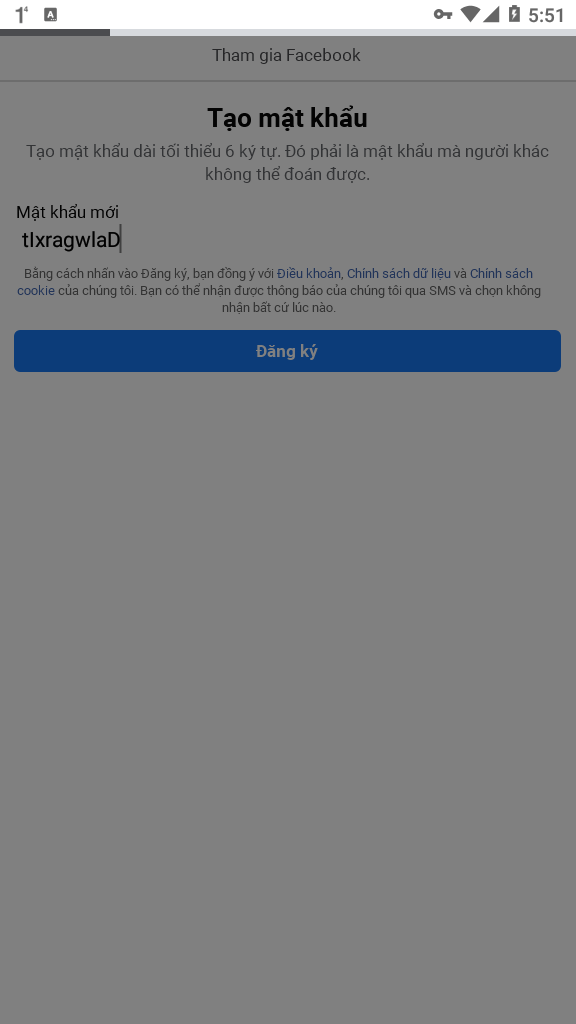 1 4 A 5:51
Tham gia Facebook
Tạo mật khẩu
Tạo mật khẩu dài tối thiểu 6 ký tự. Đó phải là mật khẩu mà người khác
không thể đoán được.
Mật khẩu mới
tIxragwlaD
Bằng cách nhấn vào Đăng ký, bạn đồng ý với Điều khoản, Chính sách dữ liệu và Chính sách
cookie của chúng tôi. Bạn có thể nhận được thông báo của chúng tôi qua SMS và chọn không
nhận bất cứ lúc nào.
Đăng ký